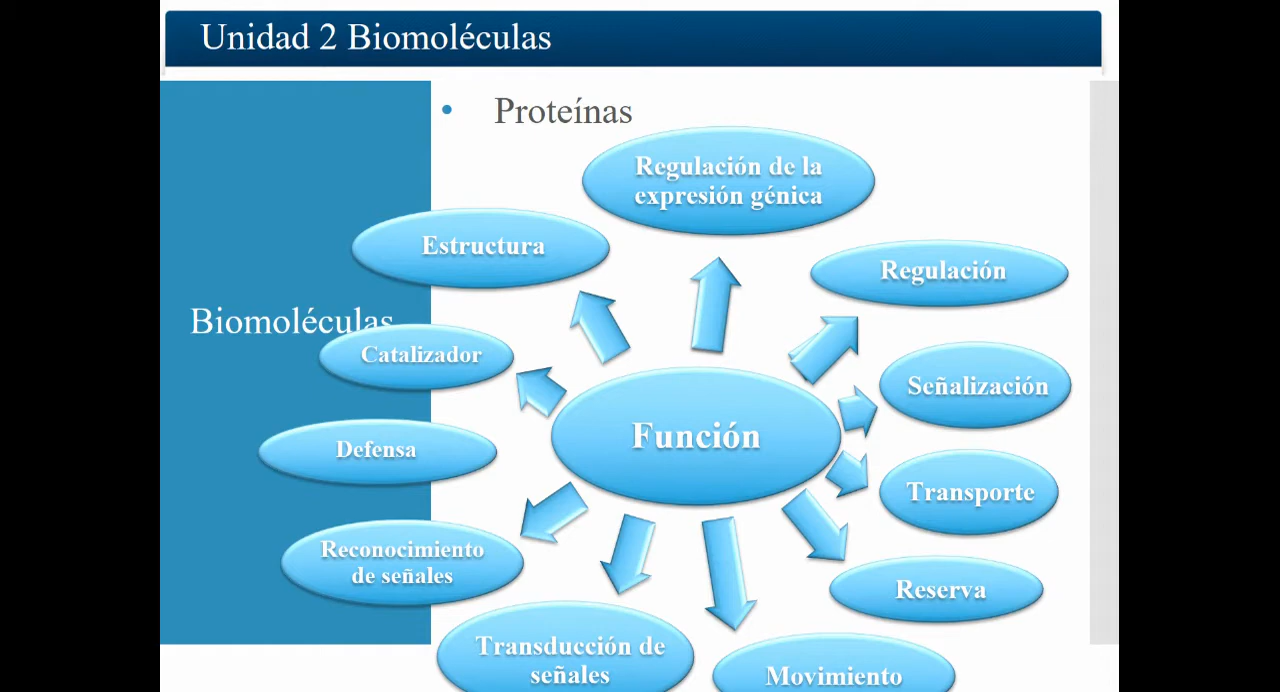 Unidad 2 Biomoléculas
Biomoléculas
• Proteínas
Regulación de la
expresión génica
Estructura
Regulación
Catalizador
Señalización
Función
Defensa
Transporte
Reconocimiento
de señales
Reserva
Transducción de
señales
Movimiento